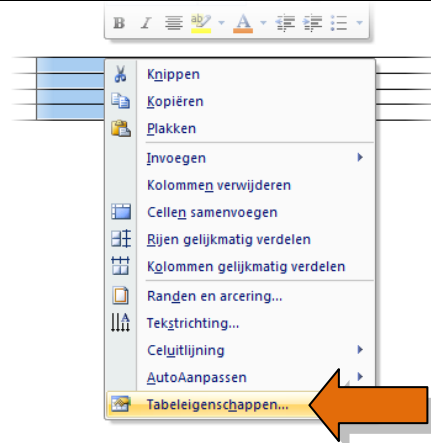 B I ab A
Knippen
Kopiëren
Plakken
Invoegen
Kolommen verwijderen
Cellen samenvoegen
Rijen gelijkmatig verdelen
Kolommen gelijkmatig verdelen
Randen en arcering...
Tekstrichting...
Celuitlijning
AutoAanpassen
Tabeleigenschappen...